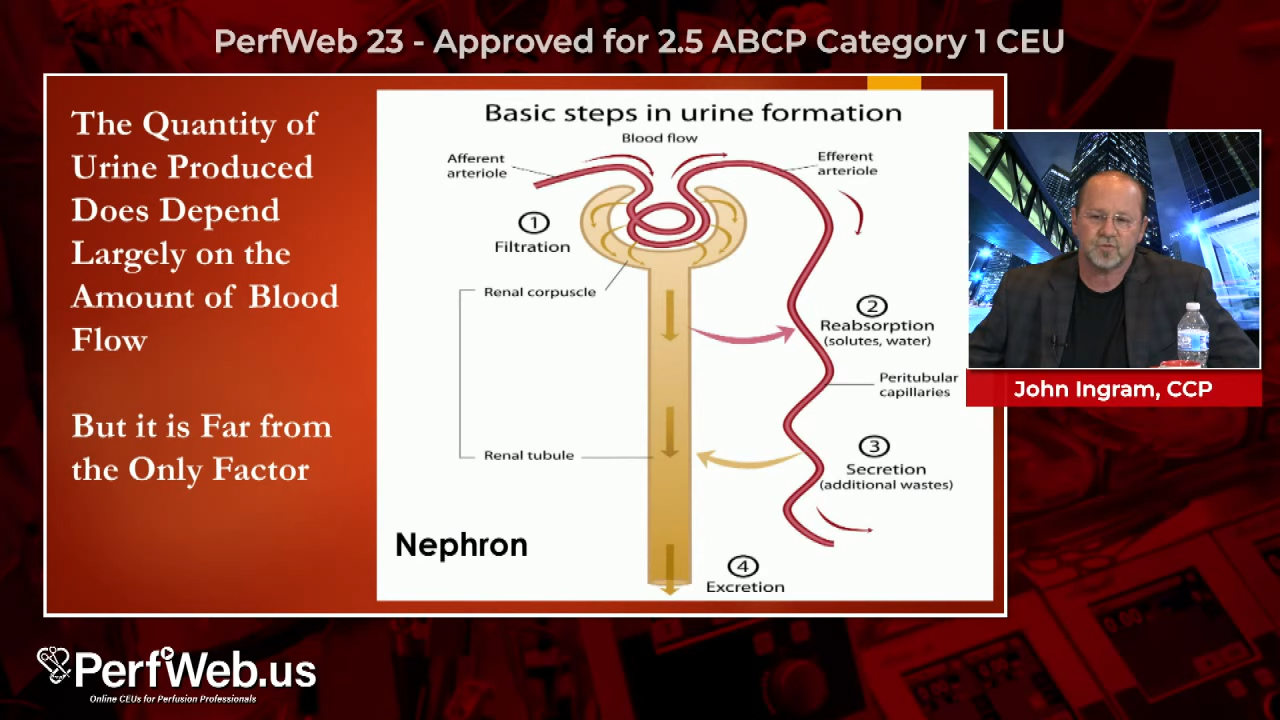 PerfWeb 23 - Approved for 2.5 ABCP Category 1 CEU
The Quantity of
Urine Produced
Does Depend
Largely on the
Amount of Blood
Flow
But it is Far from
the Only Factor
Basic steps in urine formation
Blood flow
Afferent
arteriole
Efferent
arteriole
1
Filtration
Renal corpuscle
2
Reabsorption
(solutes, water)
Peritubular
capillaries
Renal tubule
3
Secretion
(additional wastes)
Nephron
4
Excretion
John Ingram, CCP
PerfWeb.us
Online CEUs for Perfusion Professionals